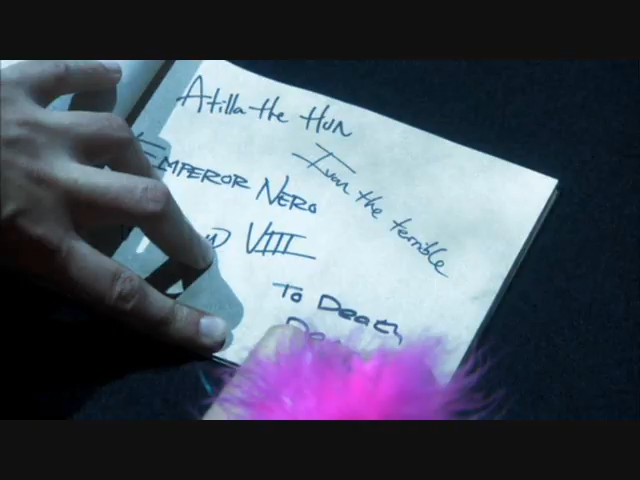 Atilla the Hun
Ivan the terrible
EMPEROR NERO
VIII
To Death